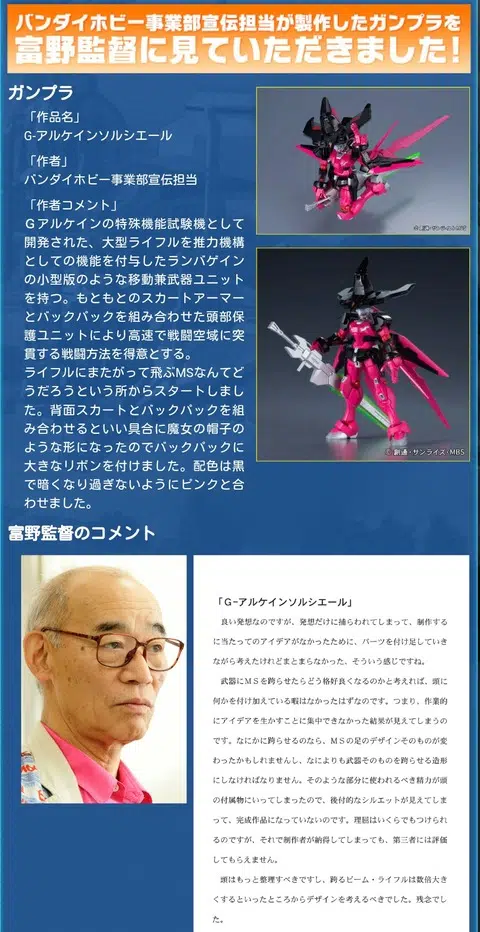 バンダイホビー事業部宣伝担当が製作したガンプラを
富野監督に見ていただきました!
ガンプラ
「作品名」
G-アルケインソルシエール
「作者」
バンダイホビー事業部宣伝担当
「作者コメント」
Gアルケインの特殊機能試験機として
開発された、大型ライフルを推力機構
としての機能を付与したランバゲイン
の小型版のような移動兼武器ユニット
を持つ。もともとのスカートアーマー
とバックパックを組み合わせた頭部保
護ユニットにより高速で戦闘空域に突
貫する戦闘方法を得意とする。
ライフルにまたがって飛ぶMSなんてど
うだろうという所からスタートしまし
た。背面スカートとバックパックを組
み合わせるといい具合に魔女の帽子の
ような形になったのでバックパックに
大きなリボンを付けました。配色は黒
で暗くなり過ぎないようにピンクと合
わせました。
© 創通・サンライズ・MBS
© 創通・サンライズ・MBS
富野監督のコメント
「G-アルケインソルシエール」
良い発想なのですが、発想だけに捕らわれてしまって、制作する
に当たってのアイデアがなかったために、パーツを付け足していき
ながら考えたけれどまとまらなかった、そういう感じですね。
武器にMSを跨らせたらどう格好良くなるのかと考えれば、頭に
何かを付け加えている暇はなかったはずなのです。つまり、作業的
にアイデアを生かすことに集中できなかった結果が見えてしまうの
です。なにかに跨らせるのなら、MSの足のデザインそのものが変
わったかもしれませんし、なによりも武器そのものを跨らせる造形
にしなければなりません。そのような部分に使われるべき精力が頭
の付属物にいってしまったので、後付的なシルエットが見えてしま
って、完成作品になっていないのです。理屈はいくらでもつけられ
るのですが、それで制作者が納得してしまっても、第三者には評価
してもらえません。
頭はもっと整理すべきですし、跨るビーム・ライフルは数倍大き
くするといったところからデザインを考えるべきでした。残念でし
た。